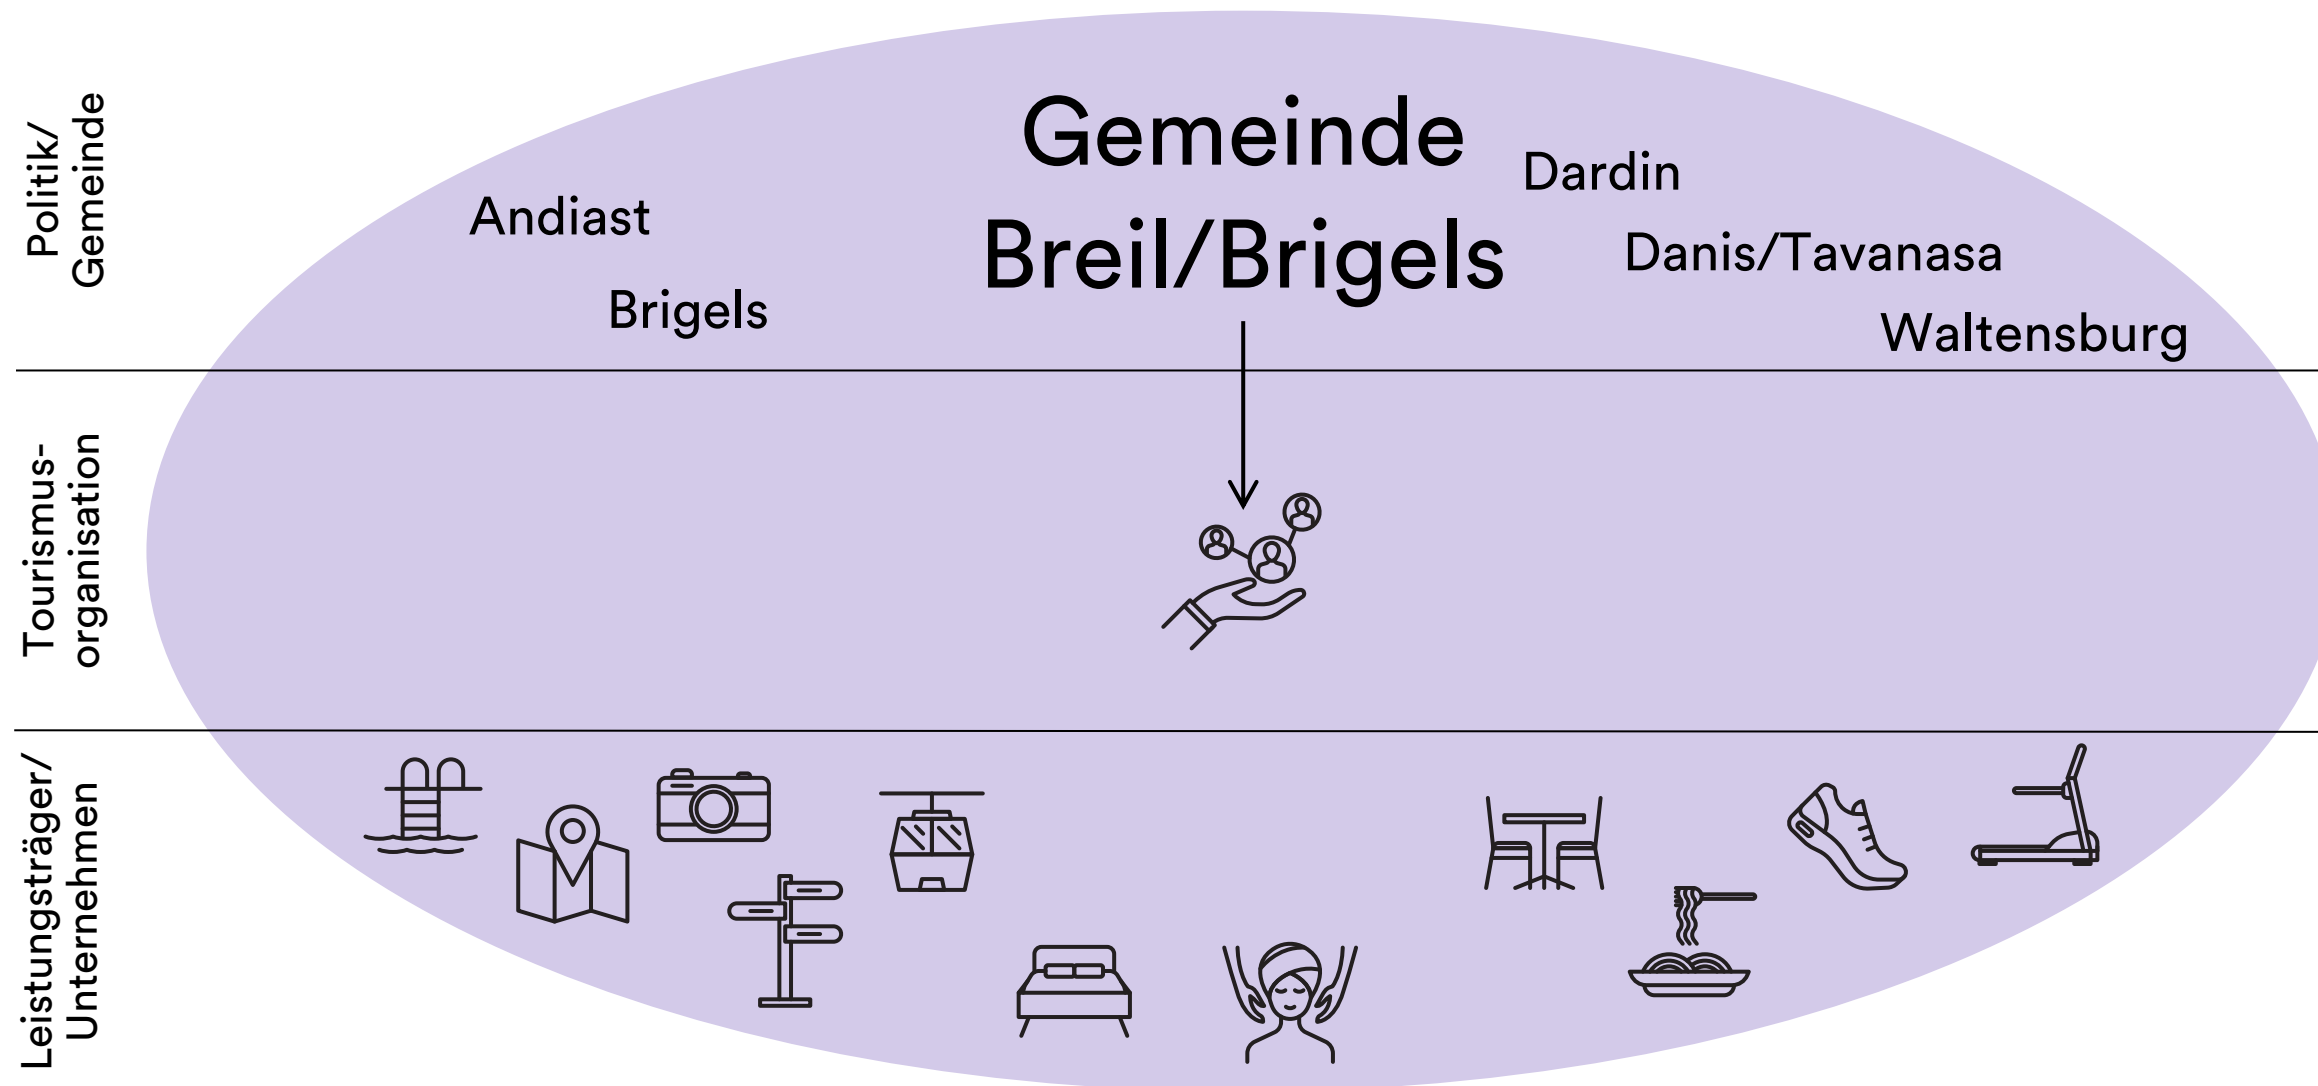 Politik/
Gemeinde
Gemeinde
Breil/Brigels
Andiast
Brigels
Dardin
Danis/Tavanasa
Waltensburg
Tourismus-
organisation
Leistungsträger/
Unternehmen